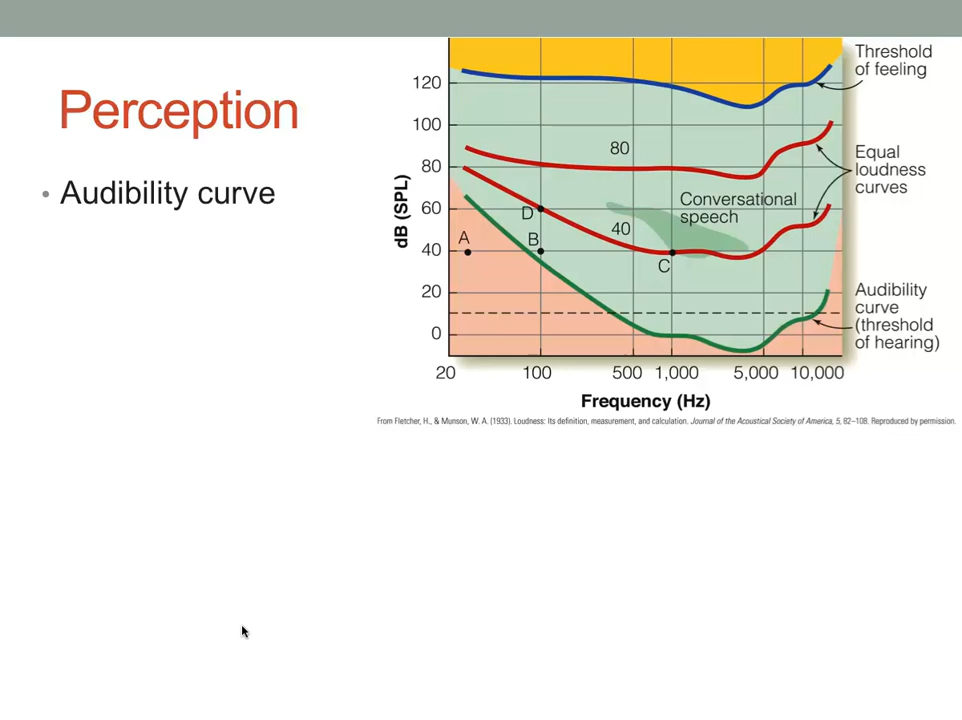 Perception
• Audibility curve
Threshold
of feeling
120
100
80
60
40
20
0
dB (SPL)
80
Equal
loudness
curves
Conversational
speech
D
40
A
B
C
Audibility
curve
(threshold
of hearing)
20 100 500 1,000 5,000 10,000
Frequency (Hz)
From Fletcher, H., & Munson, W. A. (1933). Loudness: Its definition, measurement, and calculation. Journal of the Acoustical Society of America, 5, 82–108. Reproduced by permission.